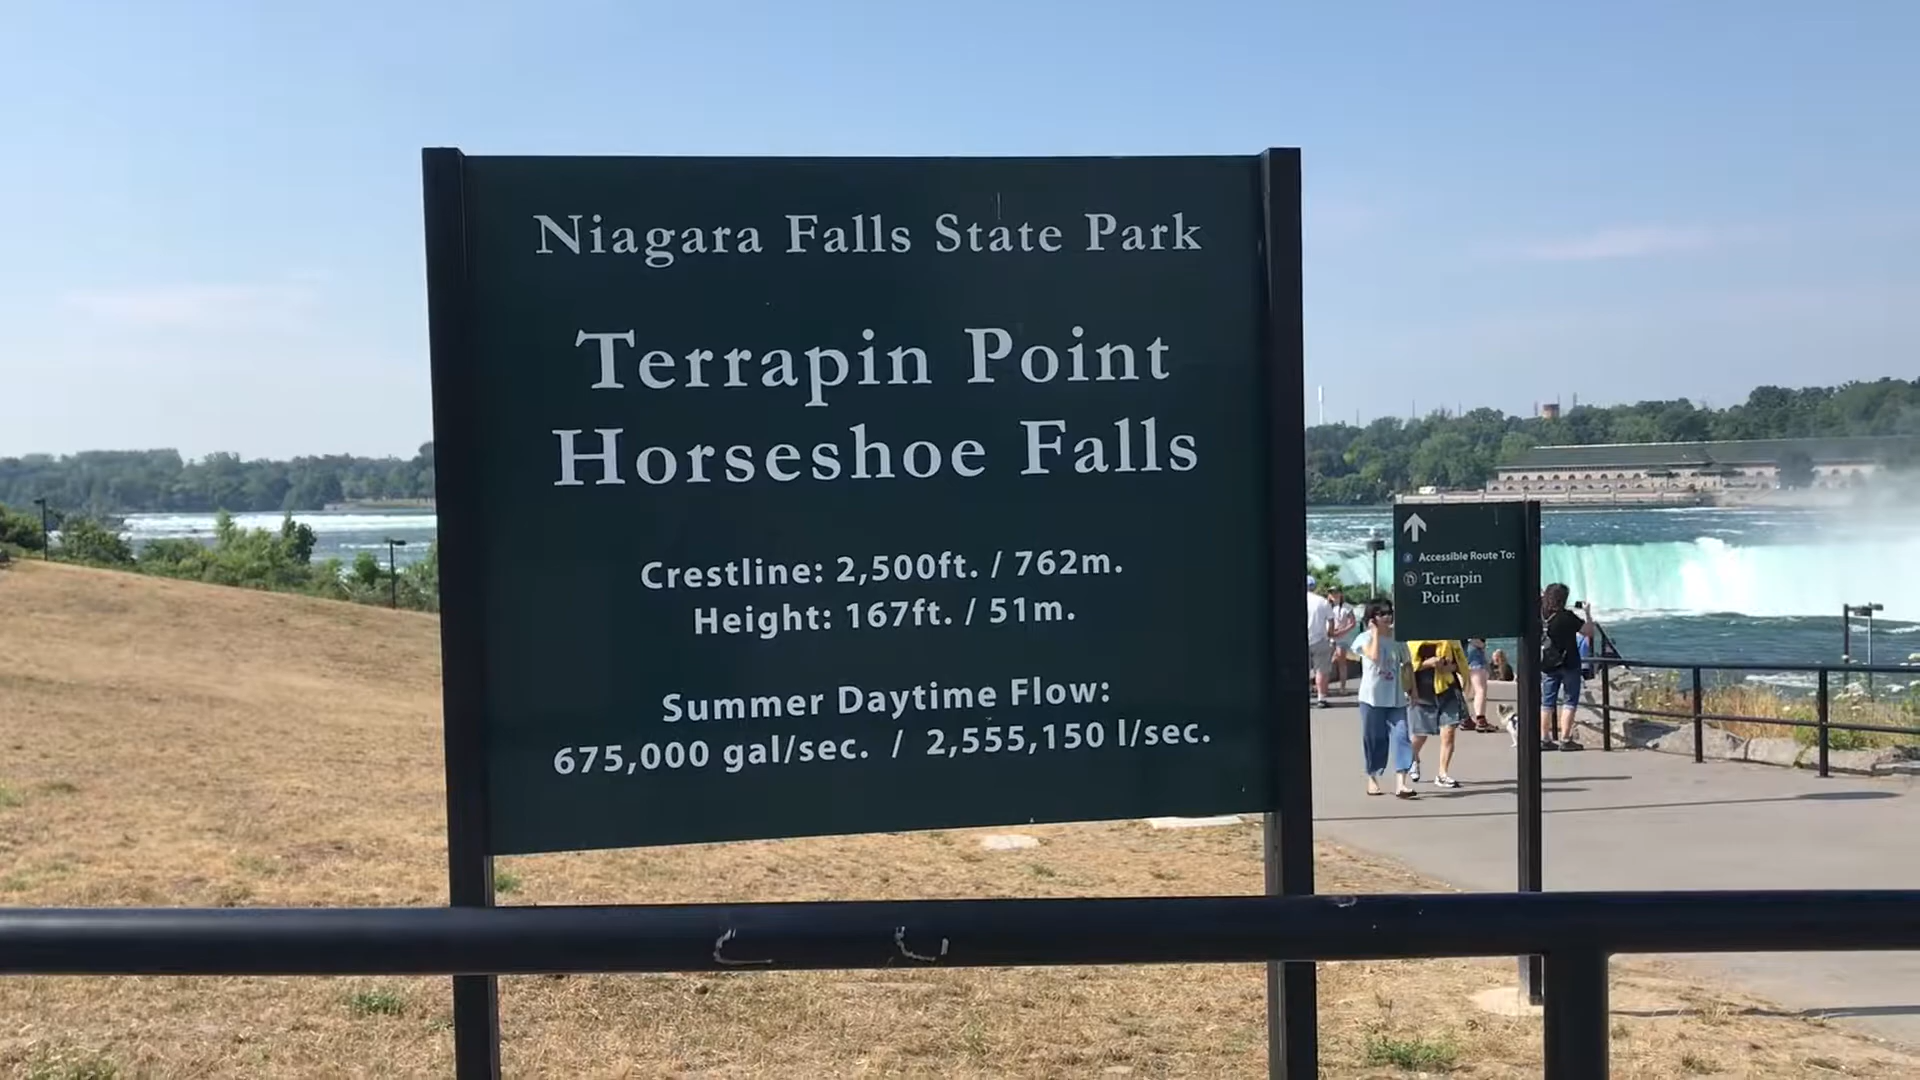 Niagara Falls State Park
Terrapin Point
Horseshoe Falls
Crestline: 2,500ft. / 762m.
Height: 167ft. / 51m.
Summer Daytime Flow:
675,000 gal/sec. / 2,555,150 l/sec.
Accessible Route To:
Terrapin
Point